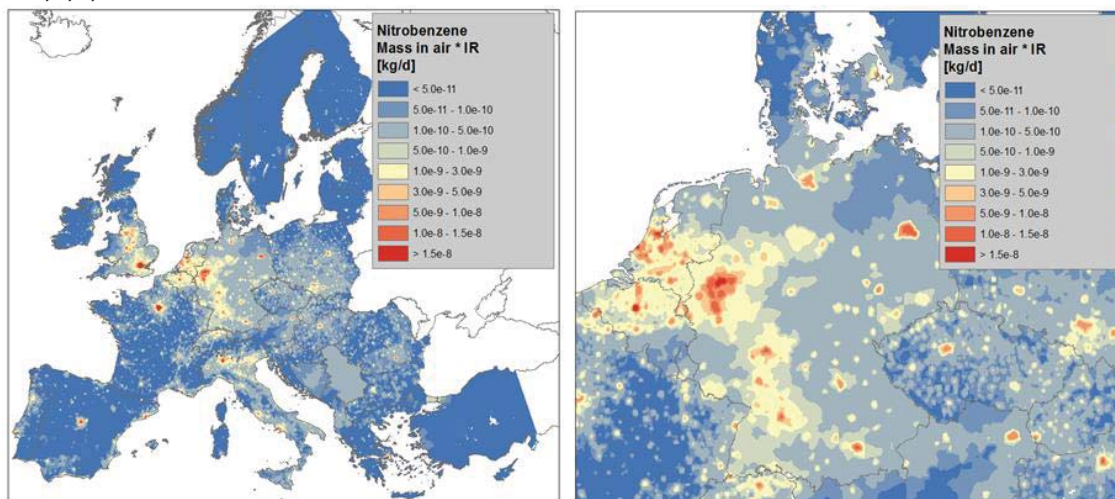 Nitrobenzene
Mass in air * IR
[kg/d]
< 5.0e-11
5.0e-11 - 1.0e-10
1.0e-10 - 5.0e-10
5.0e-10 - 1.0e-9
1.0e-9 - 3.0e-9
3.0e-9 - 5.0e-9
5.0e-9 - 1.0e-8
1.0e-8 - 1.5e-8
> 1.5e-8
Nitrobenzene
Mass in air * IR
[kg/d]
< 5.0e-11
5.0e-11 - 1.0e-10
1.0e-10 - 5.0e-10
5.0e-10 - 1.0e-9
1.0e-9 - 3.0e-9
3.0e-9 - 5.0e-9
5.0e-9 - 1.0e-8
1.0e-8 - 1.5e-8
> 1.5e-8